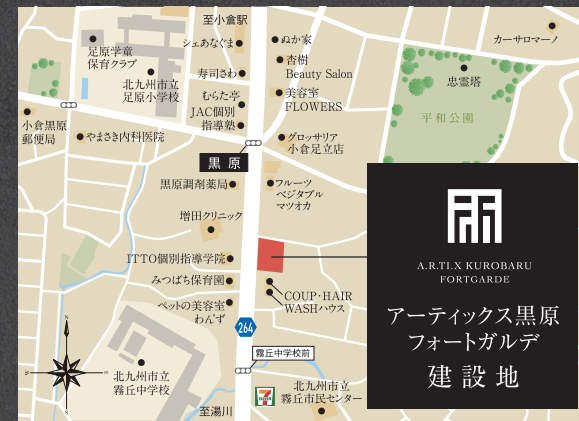 至小倉駅
シェあなぐま
ぬか家
カーサロマーノ
足原学童
保育クラブ
杏樹
Beauty Salon
忠霊塔
寿司さわ
北九州市立
足原小学校
美容室
FLOWERS
むらた亭
JAC個別
指導塾
平和公園
小倉黒原
郵便局
やまさき内科医院
グロッサリア
小倉足立店
黒原
黒原調剤薬局
フルーツ
ベジタブル
マツオカ
増田クリニック
ITTO個別指導学院
みつばち保育園
COUP・HAIR
WASHハウス
ペットの美容室
わんず
264
霧丘中学校前
N
W
E
S
北九州市立
霧丘中学校
北九州市立
霧丘市民センター
至湯川
A.R.TI.X KUROBARU
FORTGARDE
アーティックス黒原
フォートガルデ
建設地